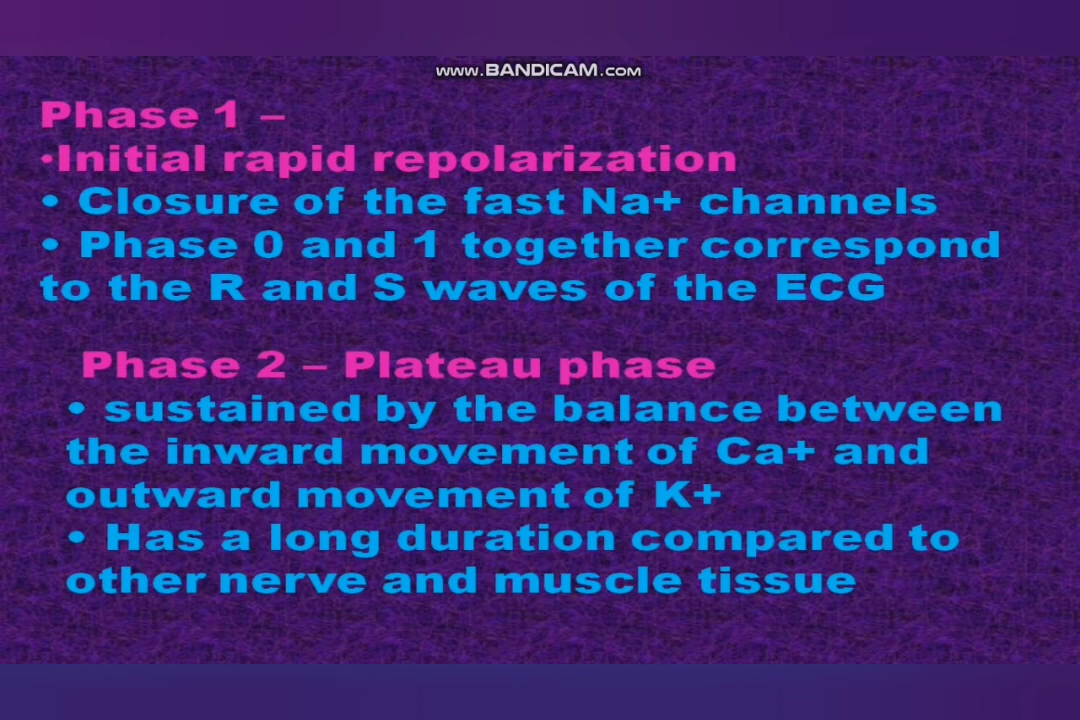 www.BANDICAM.com
Phase 1 –
•Initial rapid repolarization
• Closure of the fast Na+ channels
• Phase 0 and 1 together correspond
to the R and S waves of the ECG
Phase 2 – Plateau phase
• sustained by the balance between
the inward movement of Ca+ and
outward movement of K+
• Has a long duration compared to
other nerve and muscle tissue